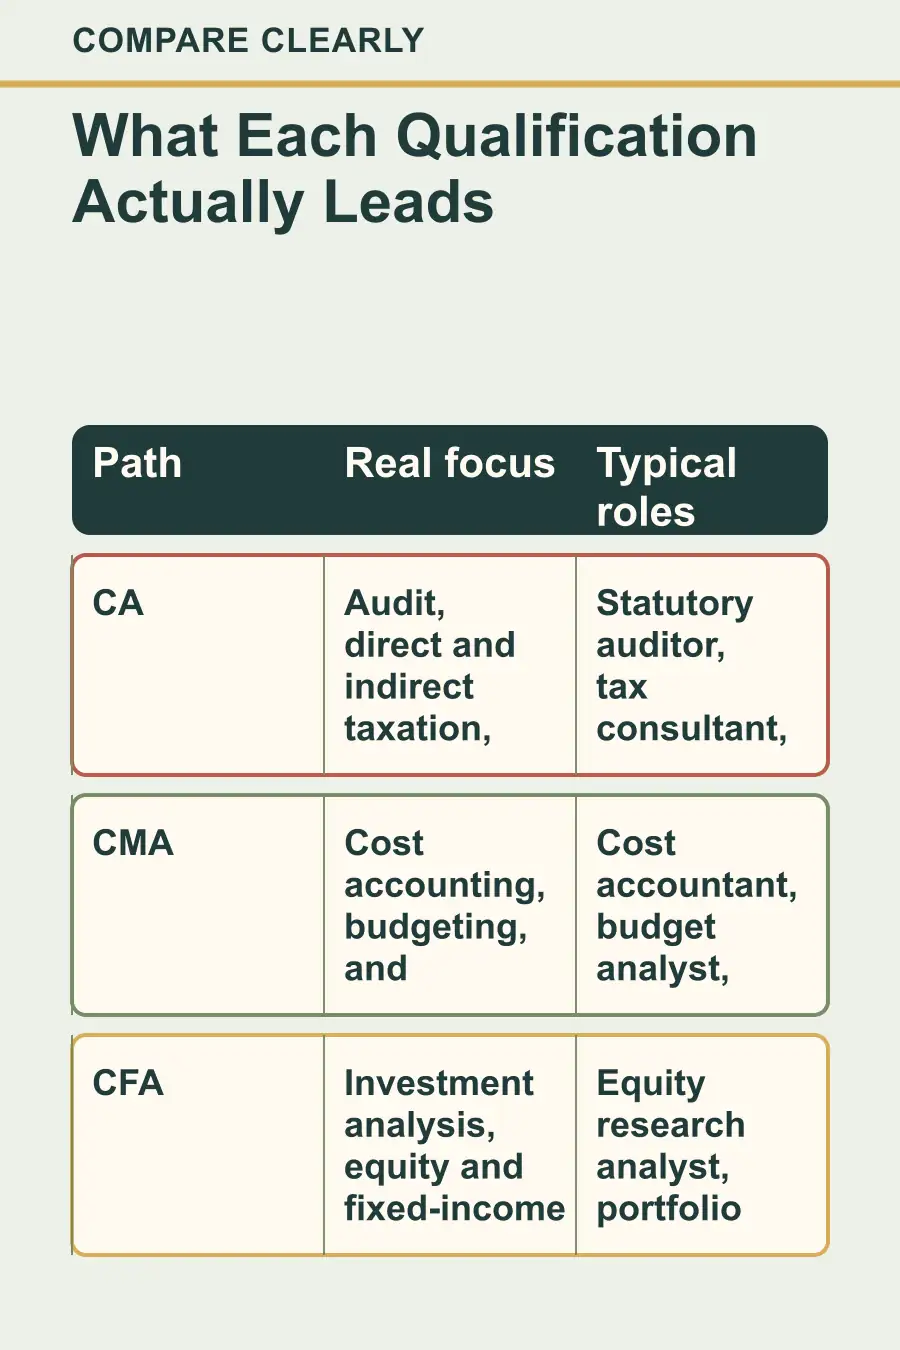 COMPARE CLEARLY
What Each Qualification
Actually Leads
Path
Real focus
Typical
roles
CA
Audit,
direct and
indirect
taxation,
Statutory
auditor,
tax
consultant,
CMA
Cost
accounting,
budgeting,
and
Cost
accountant,
budget
analyst,
CFA
Investment
analysis,
equity and
fixed-income
Equity
research
analyst,
portfolio